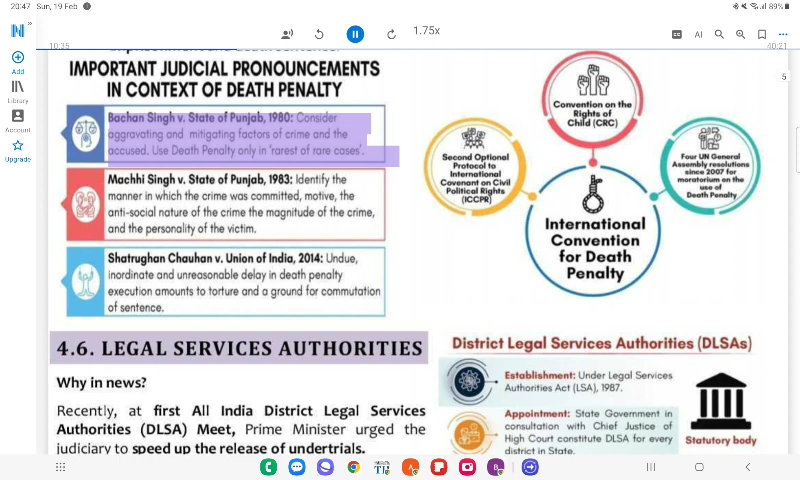 20:47 Sun, 19 Feb
89%
N
»
1.75x
AI
10:35
40:21
Add
Library
Account
Upgrade
5
IMPORTANT JUDICIAL PRONOUNCEMENTS
IN CONTEXT OF DEATH PENALTY
Bachan Singh v. State of Punjab, 1980: Consider
aggravating and mitigating factors of crime and the
accused. Use Death Penalty only in 'rarest of rare cases'.
Machhi Singh v. State of Punjab, 1983: Identify the
manner in which the crime was committed, motive, the
anti-social nature of the crime the magnitude of the crime,
and the personality of the victim.
Shatrughan Chauhan v. Union of India, 2014: Undue,
inordinate and unreasonable delay in death penalty
execution amounts to torture and a ground for commutation
of sentence.
Convention on the
Rights of
Child (CRC)
Second Optional
Protocol to
International
Covenant on Civil
Political Rights
(ICCPR)
Four UN General
Assembly resolutions
since 2007 for
moratorium on the
use of
Death Penalty
International
Convention
for Death
Penalty
4.6. LEGAL SERVICES AUTHORITIES
Why in news?
Recently, at first All India District Legal Services
Authorities (DLSA) Meet, Prime Minister urged the
judiciary to speed up the release of undertrials.
District Legal Services Authorities (DLSAs)
Establishment: Under Legal Services
Authorities Act (LSA), 1987.
Appointment: State Government in
consultation with Chief Justice of
High Court constitute DLSA for every
district in State.
Statutory body